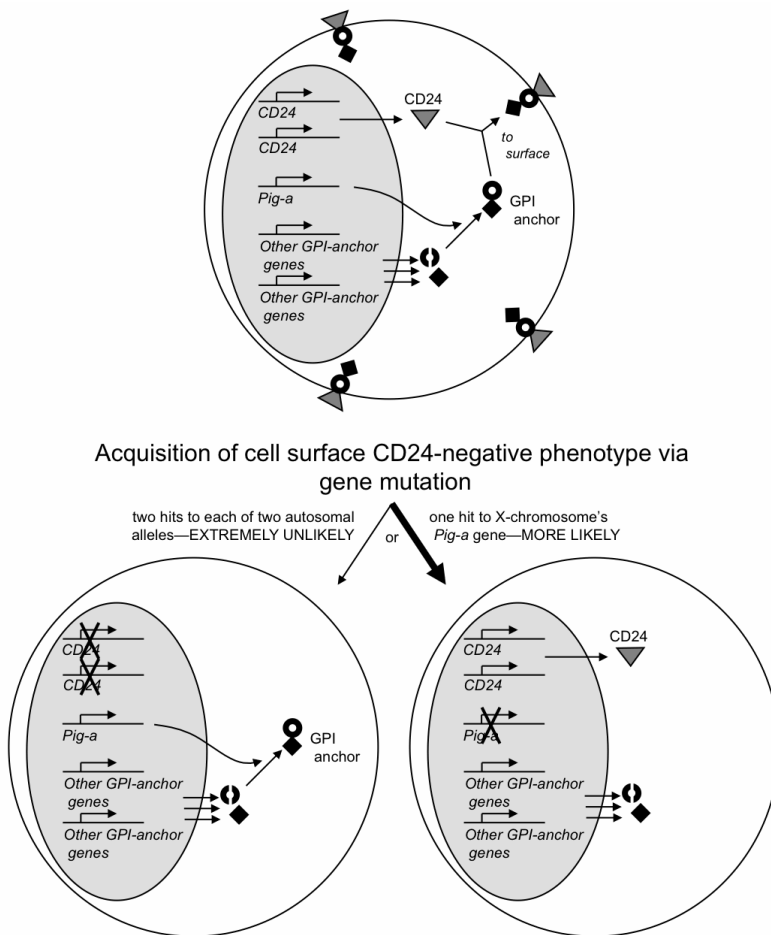 CD24
CD24
CD24
to
surface
Pig-a
GPI
anchor
Other GPI-anchor
genes
Other GPI-anchor
genes
Acquisition of cell surface CD24-negative phenotype via
gene mutation
two hits to each of two autosomal
alleles—EXTREMELY UNLIKELY
or
one hit to X-chromosome's
Pig-a gene—MORE LIKELY
CD24
CD24
Pig-a
GPI
anchor
Other GPI-anchor
genes
Other GPI-anchor
genes
CD24
CD24
CD24
Pig-a
Other GPI-anchor
genes
Other GPI-anchor
genes